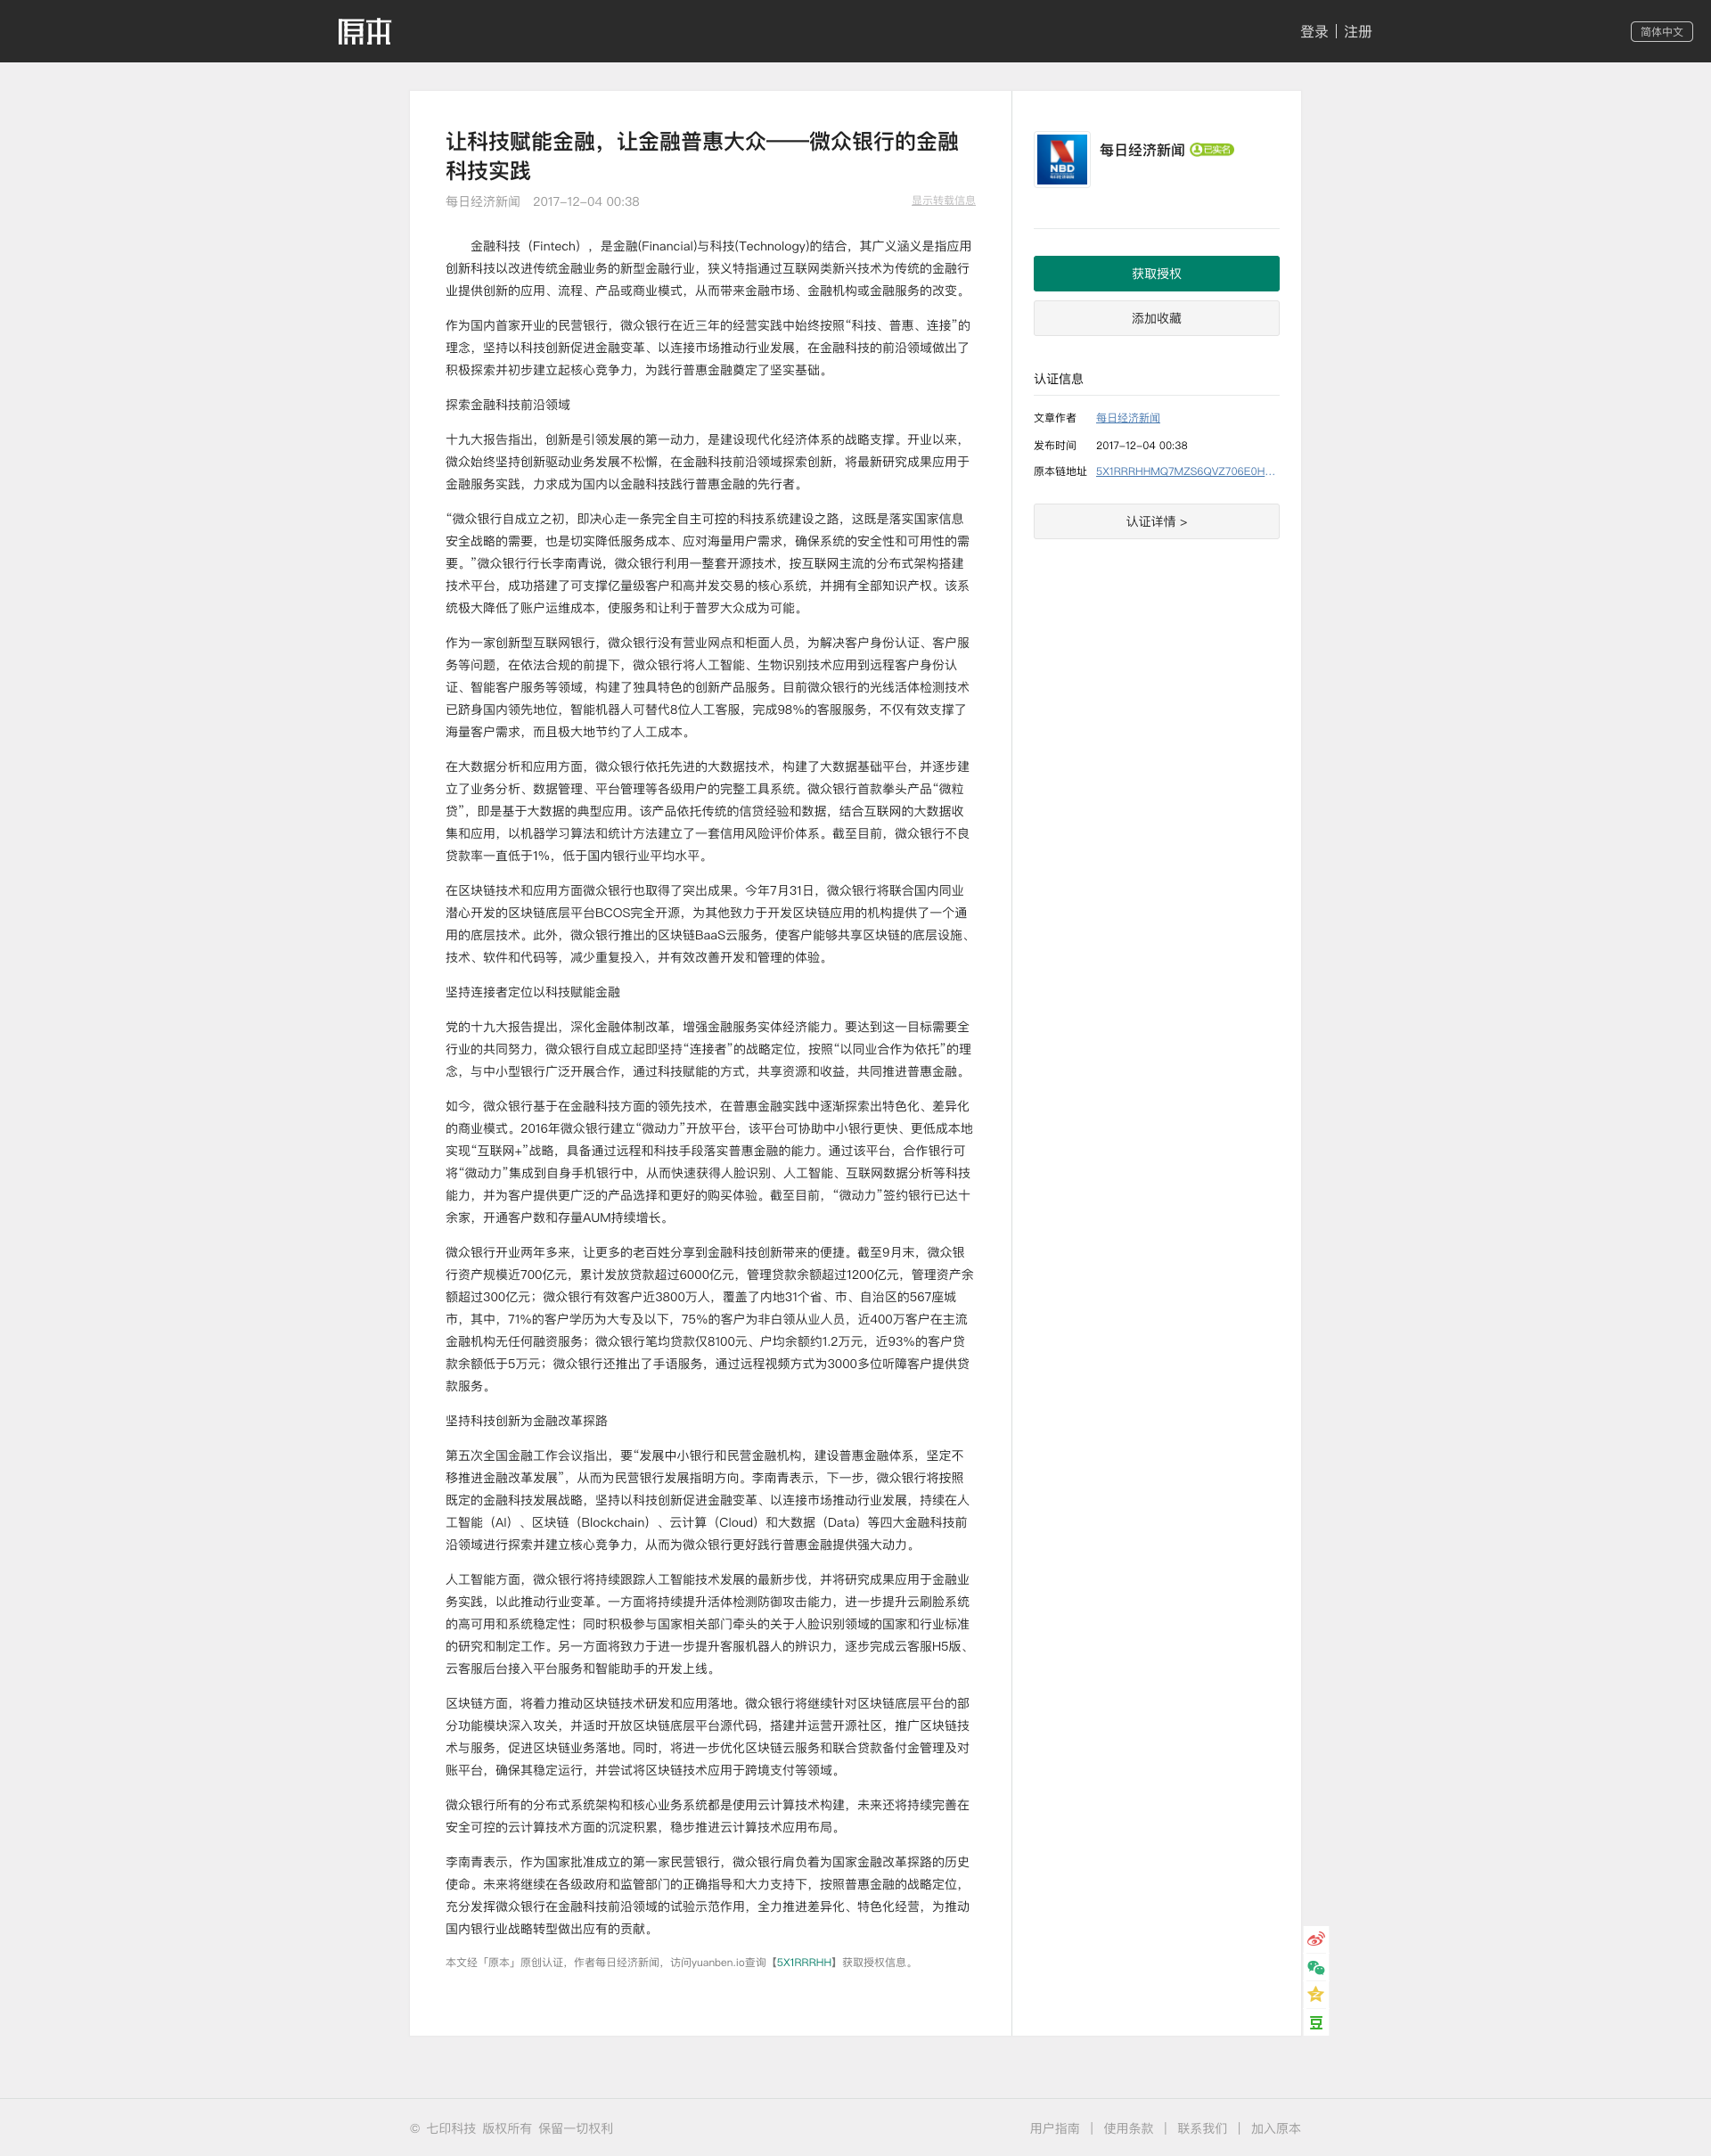 原本
登录 | 注册
简体中文
让科技赋能金融，让金融普惠大众——微众银行的金融
科技实践
每日经济新闻 2017-12-04 00:38
显示转载信息
金融科技（Fintech），是金融(Financial)与科技(Technology)的结合，其广义涵义是指应用
创新科技以改进传统金融业务的新型金融行业，狭义特指通过互联网类新兴技术为传统的金融行
业提供创新的应用、流程、产品或商业模式，从而带来金融市场、金融机构或金融服务的改变。
作为国内首家开业的民营银行，微众银行在近三年的经营实践中始终按照“科技、普惠、连接”的
理念，坚持以科技创新促进金融变革、以连接市场推动行业发展，在金融科技的前沿领域做出了
积极探索并初步建立起核心竞争力，为践行普惠金融奠定了坚实基础。
探索金融科技前沿领域
十九大报告指出，创新是引领发展的第一动力，是建设现代化经济体系的战略支撑。开业以来，
微众始终坚持创新驱动业务发展不松懈，在金融科技前沿领域探索创新，将最新研究成果应用于
金融服务实践，力求成为国内以金融科技践行普惠金融的先行者。
“微众银行自成立之初，即决心走一条完全自主可控的科技系统建设之路，这既是落实国家信息
安全战略的需要，也是切实降低服务成本、应对海量用户需求，确保系统的安全性和可用性的需
要。”微众银行行长李南青说，微众银行利用一整套开源技术，按互联网主流的分布式架构搭建
技术平台，成功搭建了可支撑亿量级客户和高并发交易的核心系统，并拥有全部知识产权。该系
统极大降低了账户运维成本，使服务和让利于普罗大众成为可能。
作为一家创新型互联网银行，微众银行没有营业网点和柜面人员，为解决客户身份认证、客户服
务等问题，在依法合规的前提下，微众银行将人工智能、生物识别技术应用到远程客户身份认
证、智能客户服务等领域，构建了独具特色的创新产品服务。目前微众银行的光线活体检测技术
已跻身国内领先地位，智能机器人可替代8位人工客服，完成98%的客服服务，不仅有效支撑了
海量客户需求，而且极大地节约了人工成本。
在大数据分析和应用方面，微众银行依托先进的大数据技术，构建了大数据基础平台，并逐步建
立了业务分析、数据管理、平台管理等各级用户的完整工具系统。微众银行首款拳头产品“微粒
贷”，即是基于大数据的典型应用。该产品依托传统的信贷经验和数据，结合互联网的大数据收
集和应用，以机器学习算法和统计方法建立了一套信用风险评价体系。截至目前，微众银行不良
贷款率一直低于1%，低于国内银行业平均水平。
在区块链技术和应用方面微众银行也取得了突出成果。今年7月31日，微众银行将联合国内同业
潜心开发的区块链底层平台BCOS完全开源，为其他致力于开发区块链应用的机构提供了一个通
用的底层技术。此外，微众银行推出的区块链BaaS云服务，使客户能够共享区块链的底层设施、
技术、软件和代码等，减少重复投入，并有效改善开发和管理的体验。
坚持连接者定位以科技赋能金融
党的十九大报告提出，深化金融体制改革，增强金融服务实体经济能力。要达到这一目标需要全
行业的共同努力，微众银行自成立起即坚持“连接者”的战略定位，按照“以同业合作为依托”的理
念，与中小型银行广泛开展合作，通过科技赋能的方式，共享资源和收益，共同推进普惠金融。
如今，微众银行基于在金融科技方面的领先技术，在普惠金融实践中逐渐探索出特色化、差异化
的商业模式。2016年微众银行建立“微动力”开放平台，该平台可协助中小银行更快、更低成本地
实现“互联网+”战略，具备通过远程和科技手段落实普惠金融的能力。通过该平台，合作银行可
将“微动力”集成到自身手机银行中，从而快速获得人脸识别、人工智能、互联网数据分析等科技
能力，并为客户提供更广泛的产品选择和更好的购买体验。截至目前，“微动力”签约银行已达十
余家，开通客户数和存量AUM持续增长。
微众银行开业两年多来，让更多的老百姓分享到金融科技创新带来的便捷。截至9月末，微众银
行资产规模近700亿元，累计发放贷款超过6000亿元，管理贷款余额超过1200亿元，管理资产余
额超过300亿元；微众银行有效客户近3800万人，覆盖了内地31个省、市、自治区的567座城
市，其中，71%的客户学历为大专及以下，75%的客户为非白领从业人员，近400万客户在主流
金融机构无任何融资服务；微众银行笔均贷款仅8100元、户均余额约1.2万元，近93%的客户贷
款余额低于5万元；微众银行还推出了手语服务，通过远程视频方式为3000多位听障客户提供贷
款服务。
坚持科技创新为金融改革探路
第五次全国金融工作会议指出，要“发展中小银行和民营金融机构，建设普惠金融体系，坚定不
移推进金融改革发展”，从而为民营银行发展指明方向。李南青表示，下一步，微众银行将按照
既定的金融科技发展战略，坚持以科技创新促进金融变革、以连接市场推动行业发展，持续在人
工智能（AI）、区块链（Blockchain）、云计算（Cloud）和大数据（Data）等四大金融科技前
沿领域进行探索并建立核心竞争力，从而为微众银行更好践行普惠金融提供强大动力。
人工智能方面，微众银行将持续跟踪人工智能技术发展的最新步伐，并将研究成果应用于金融业
务实践，以此推动行业变革。一方面将持续提升活体检测防御攻击能力，进一步提升云刷脸系统
的高可用和系统稳定性；同时积极参与国家相关部门牵头的关于人脸识别领域的国家和行业标准
的研究和制定工作。另一方面将致力于进一步提升客服机器人的辨识力，逐步完成云客服H5版、
云客服后台接入平台服务和智能助手的开发上线。
区块链方面，将着力推动区块链技术研发和应用落地。微众银行将继续针对区块链底层平台的部
分功能模块深入攻关，并适时开放区块链底层平台源代码，搭建并运营开源社区，推广区块链技
术与服务，促进区块链业务落地。同时，将进一步优化区块链云服务和联合贷款备付金管理及对
账平台，确保其稳定运行，并尝试将区块链技术应用于跨境支付等领域。
微众银行所有的分布式系统架构和核心业务系统都是使用云计算技术构建，未来还将持续完善在
安全可控的云计算技术方面的沉淀积累，稳步推进云计算技术应用布局。
李南青表示，作为国家批准成立的第一家民营银行，微众银行肩负着为国家金融改革探路的历史
使命。未来将继续在各级政府和监管部门的正确指导和大力支持下，按照普惠金融的战略定位，
充分发挥微众银行在金融科技前沿领域的试验示范作用，全力推进差异化、特色化经营，为推动
国内银行业战略转型做出应有的贡献。
本文经「原本」原创认证，作者每日经济新闻，访问yuanben.io查询【5X1RRRHH】获取授权信息。
NBD
每日经济新闻
每日经济新闻 已实名
获取授权
添加收藏
认证信息
文章作者 每日经济新闻
发布时间 2017-12-04 00:38
原本链地址 5X1RRRHHMQ7MZS6QVZ706E0H...
认证详情 >
豆
© 七印科技 版权所有 保留一切权利
用户指南 | 使用条款 | 联系我们 | 加入原本